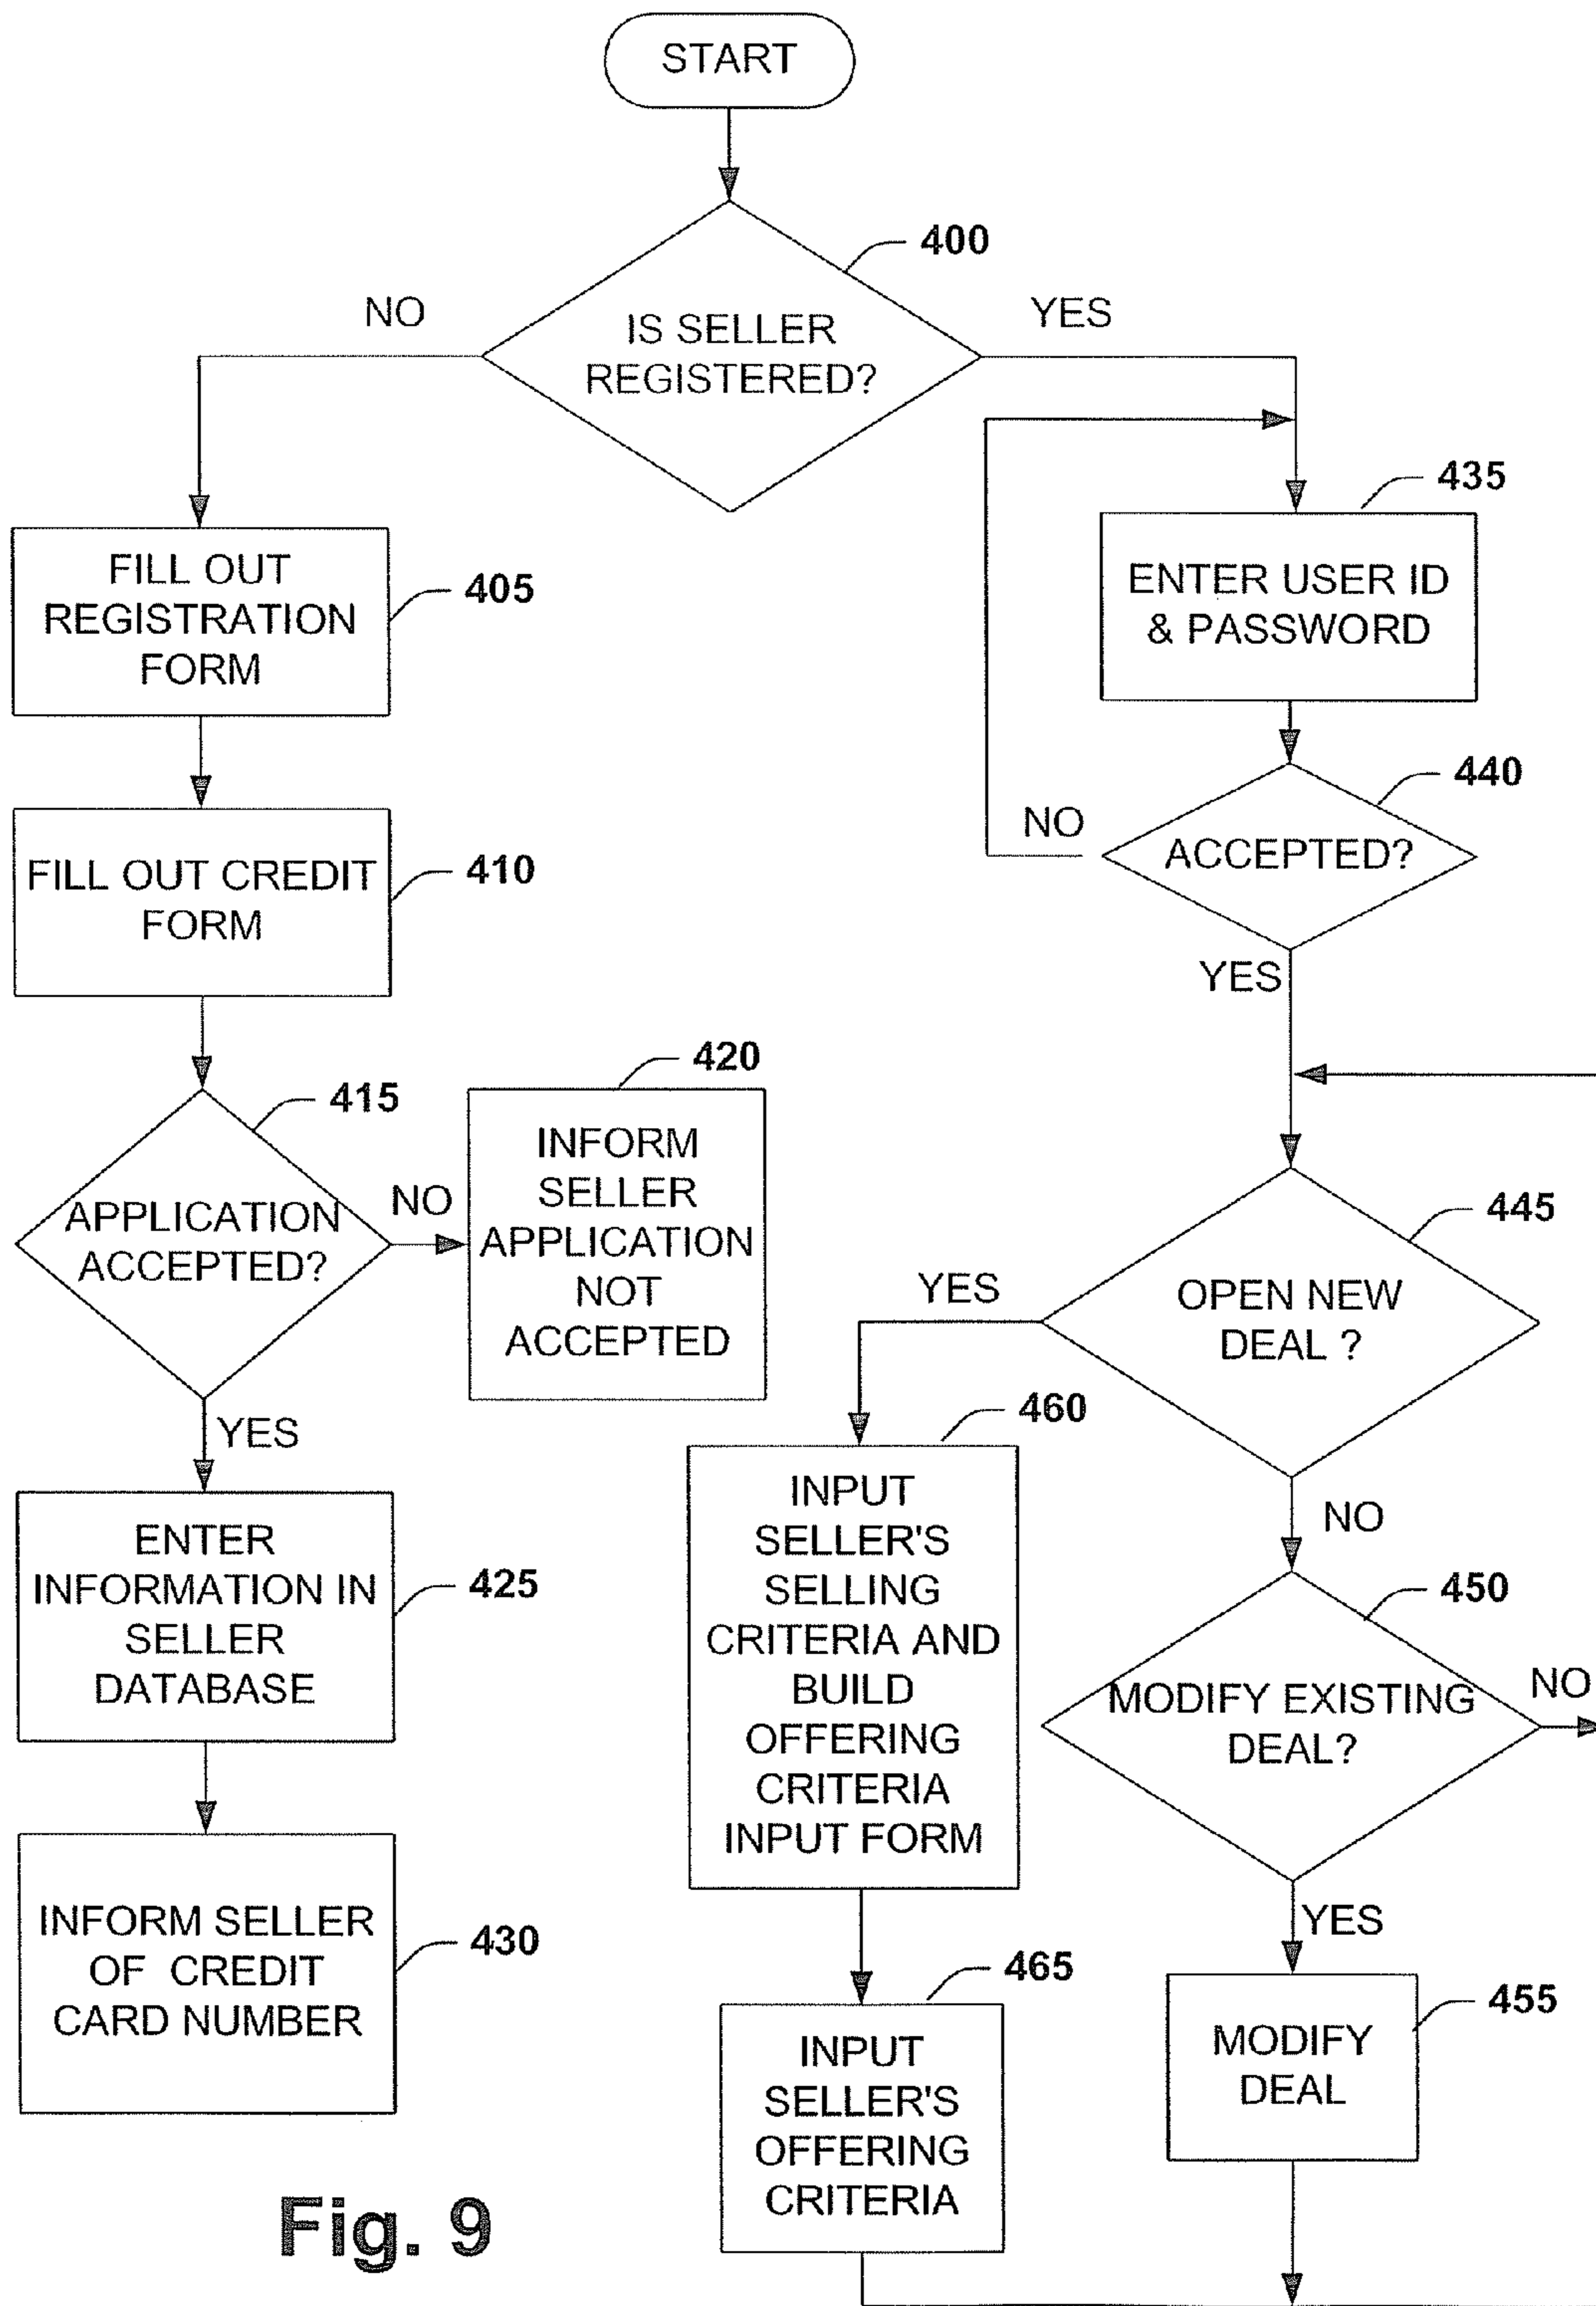 START
400
NO
YES
IS SELLER
REGISTERED?
435
FILL OUT
REGISTRATION
FORM
405
ENTER USER ID
& PASSWORD
440
NO
ACCEPTED?
FILL OUT CREDIT
FORM
410
YES
420
415
INFORM
SELLER
APPLICATION
NOT
ACCEPTED
NO
APPLICATION
ACCEPTED?
445
YES
OPEN NEW
DEAL ?
460
YES
INPUT
SELLER'S
SELLING
CRITERIA AND
BUILD
OFFERING
CRITERIA
INPUT FORM
NO
ENTER
INFORMATION IN
SELLER
DATABASE
425
450
NO
MODIFY EXISTING
DEAL?
YES
INFORM SELLER
OF CREDIT
CARD NUMBER
430
465
455
INPUT
SELLER'S
OFFERING
CRITERIA
MODIFY
DEAL
Fig. 9